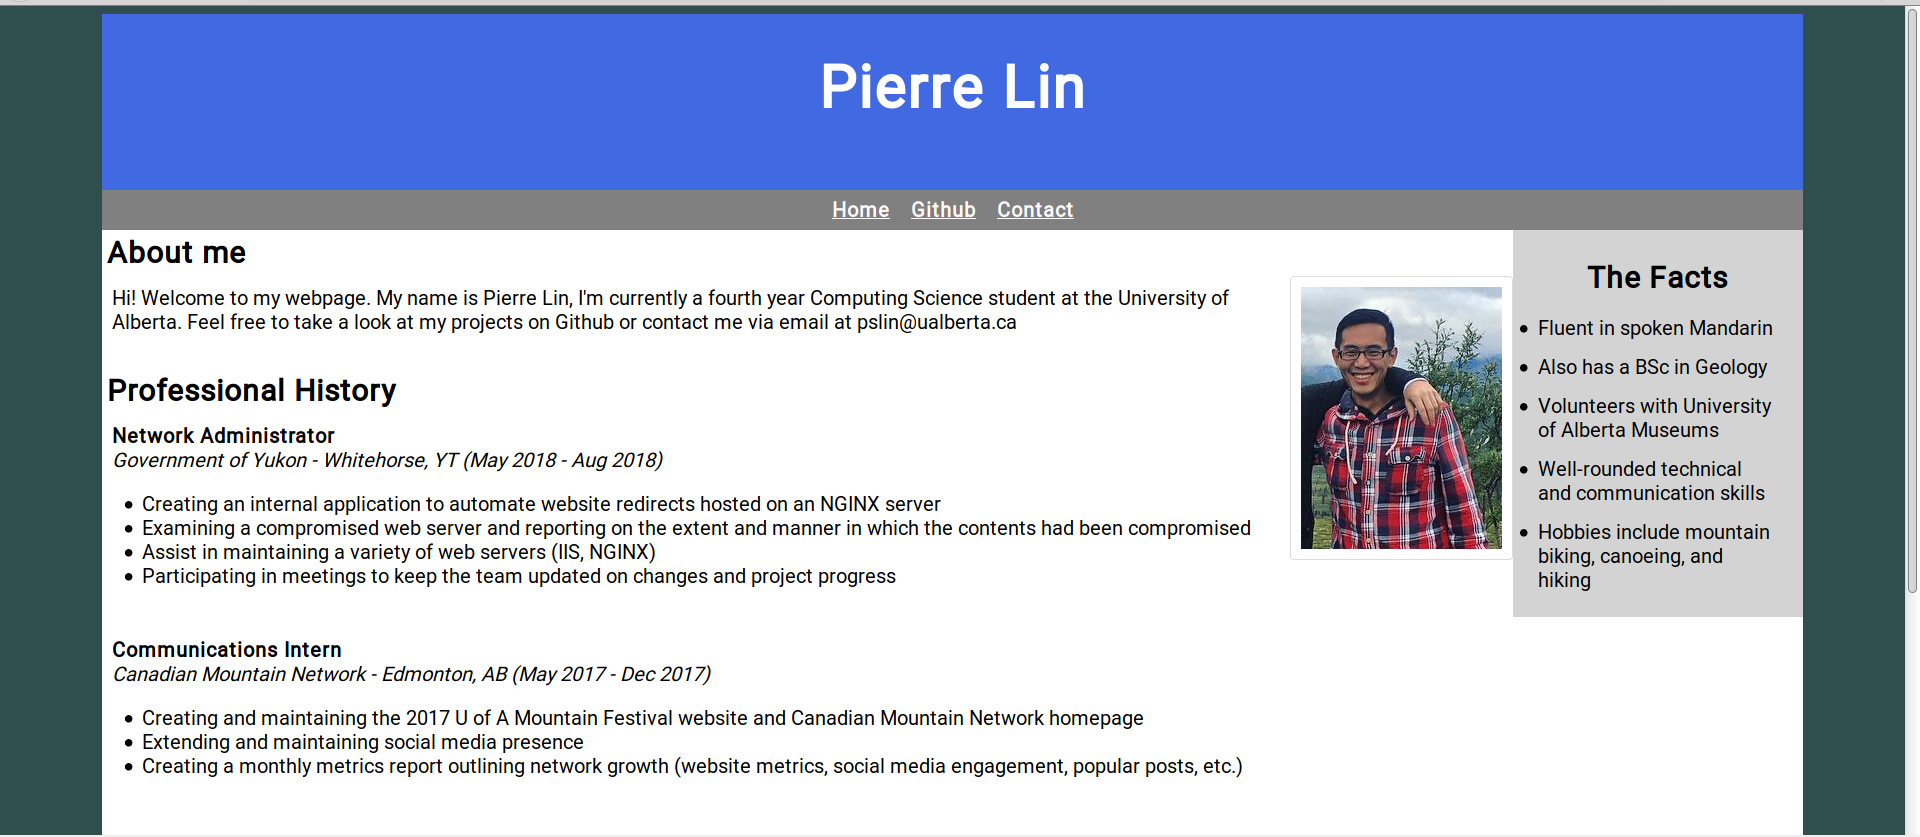 Pierre Lin
Home Github Contact
About me
Hi! Welcome to my webpage. My name is Pierre Lin, I'm currently a fourth year Computing Science student at the University of
Alberta. Feel free to take a look at my projects on Github or contact me via email at pslin@ualberta.ca
Professional History
Network Administrator
Government of Yukon - Whitehorse, YT (May 2018 - Aug 2018)
Creating an internal application to automate website redirects hosted on an NGINX server
Examining a compromised web server and reporting on the extent and manner in which the contents had been compromised
Assist in maintaining a variety of web servers (IIS, NGINX)
Participating in meetings to keep the team updated on changes and project progress
Communications Intern
Canadian Mountain Network - Edmonton, AB (May 2017 - Dec 2017)
Creating and maintaining the 2017 U of A Mountain Festival website and Canadian Mountain Network homepage
Extending and maintaining social media presence
Creating a monthly metrics report outlining network growth (website metrics, social media engagement, popular posts, etc.)
The Facts
Fluent in spoken Mandarin
Also has a BSc in Geology
Volunteers with University
of Alberta Museums
Well-rounded technical
and communication skills
Hobbies include mountain
biking, canoeing, and
hiking